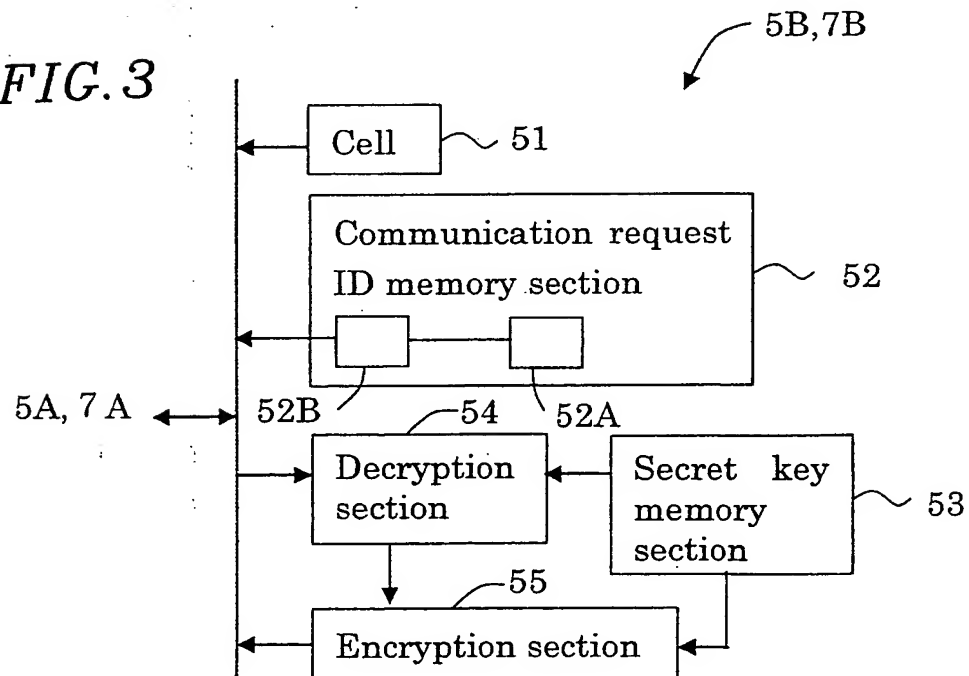 FIG. 3
5B, 7B
Cell
51
Communication request
ID memory section
52
52B
52A
5A, 7A
54
Decryption
section
Secret key
memory
section
53
55
Encryption section